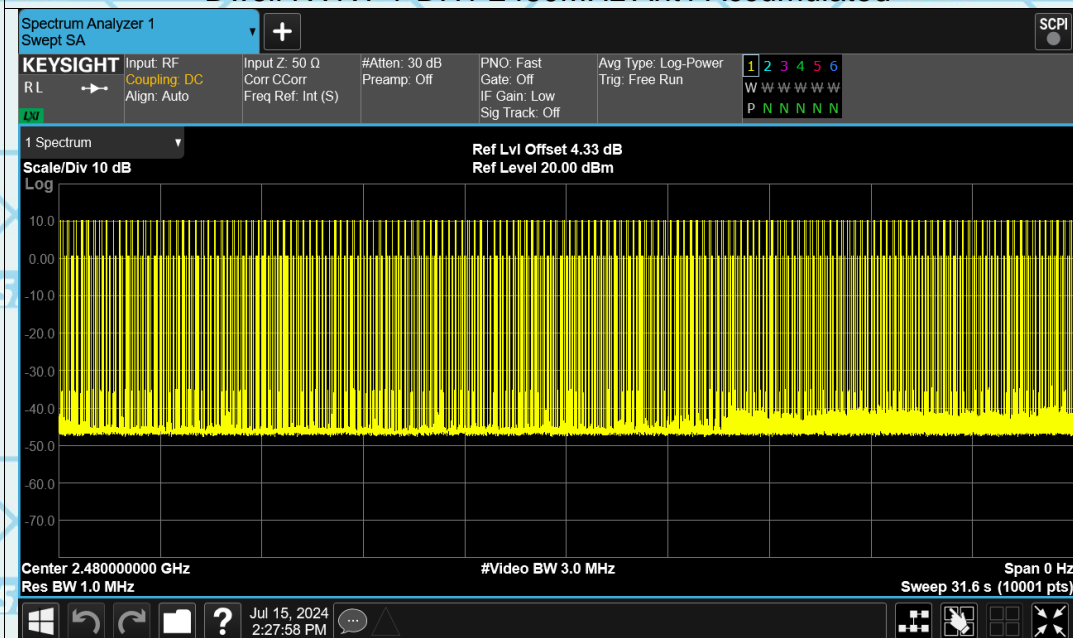 Spectrum Analyzer 1
Swept SA
SCPI
KEYSIGHT
RL
LXI
Input: RF
Coupling: DC
Align: Auto
Input Z: 50 Ω
Corr CCorr
Freq Ref: Int (S)
#Atten: 30 dB
Preamp: Off
PNO: Fast
Gate: Off
IF Gain: Low
Sig Track: Off
Avg Type: Log-Power
Trig: Free Run
1 2 3 4 5 6
W W W W W W
P N N N N N
1 Spectrum
Scale/Div 10 dB
Log
Ref Lvl Offset 4.33 dB
Ref Level 20.00 dBm
10.0
0.00
-10.0
-20.0
-30.0
-40.0
-50.0
-60.0
-70.0
Center 2.480000000 GHz
#Video BW 3.0 MHz
Span 0 Hz
Res BW 1.0 MHz
Sweep 31.6 s (10001 pts)
Jul 15, 2024
2:27:58 PM